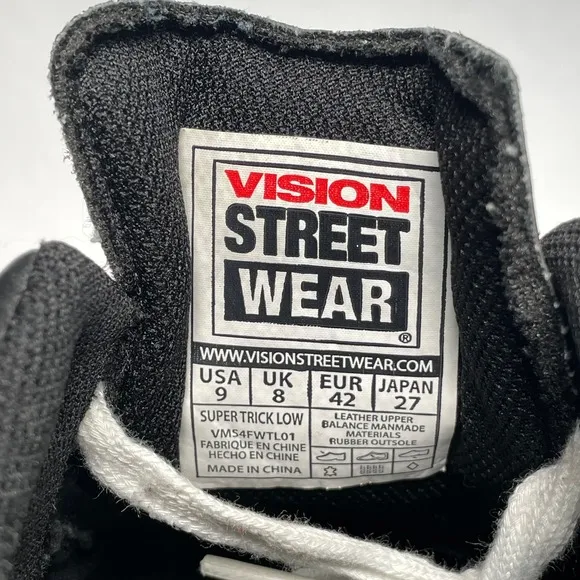 VISION
STREET
WEAR®
WWW.VISIONSTREETWEAR.COM
USA UK EUR JAPAN
9 8 42 27
SUPER TRICK LOW
VM54FWTL01
FABRIQUE EN CHINE
HECHO EN CHINE
MADE IN CHINA
LEATHER UPPER
BALANCE MANMADE
MATERIALS
RUBBER OUTSOLE